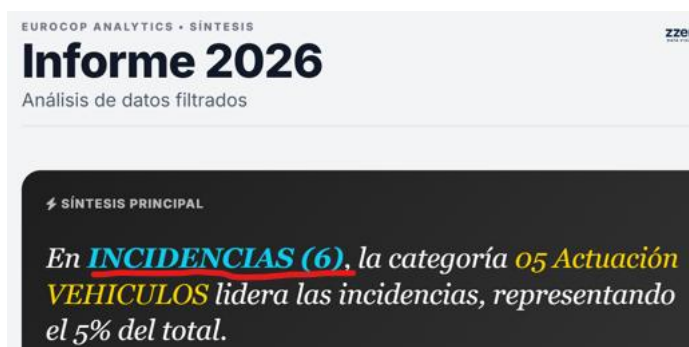 EUROCOP ANALYTICS • SÍNTESIS
Informe 2026
Análisis de datos filtrados
SÍNTESIS PRINCIPAL
En INCIDENCIAS (6), la categoría 05 Actuación
VEHICULOS lidera las incidencias, representando
el 5% del total.